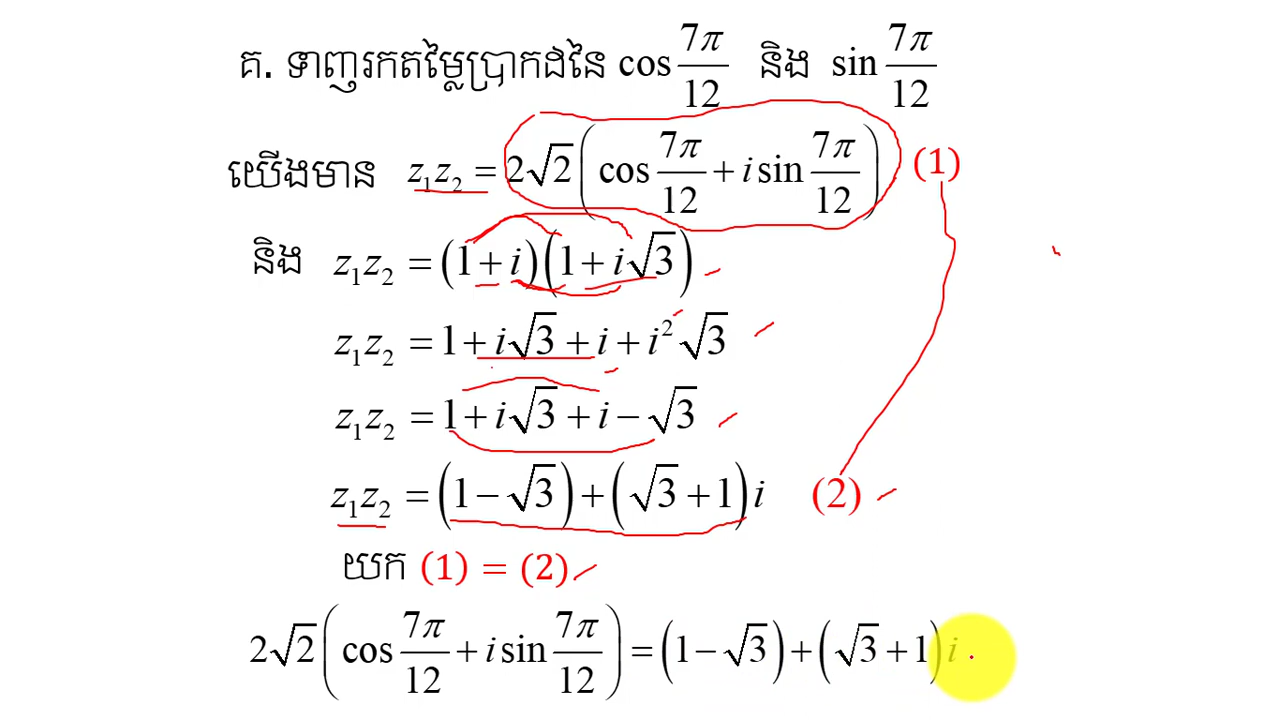 គ. ទាញរកតម្លៃប្រាកដនៃ cos 7π/12 និង sin 7π/12
យើងមាន z₁z₂ = 2√2 (cos 7π/12 + i sin 7π/12) (1)
និង z₁z₂ = (1 + i)(1 + i√3)
z₁z₂ = 1 + i√3 + i + i²√3
z₁z₂ = 1 + i√3 + i − √3
z₁z₂ = (1 − √3) + (√3 + 1)i (2)
យក (1) = (2)
2√2 (cos 7π/12 + i sin 7π/12) = (1 − √3) + (√3 + 1)i